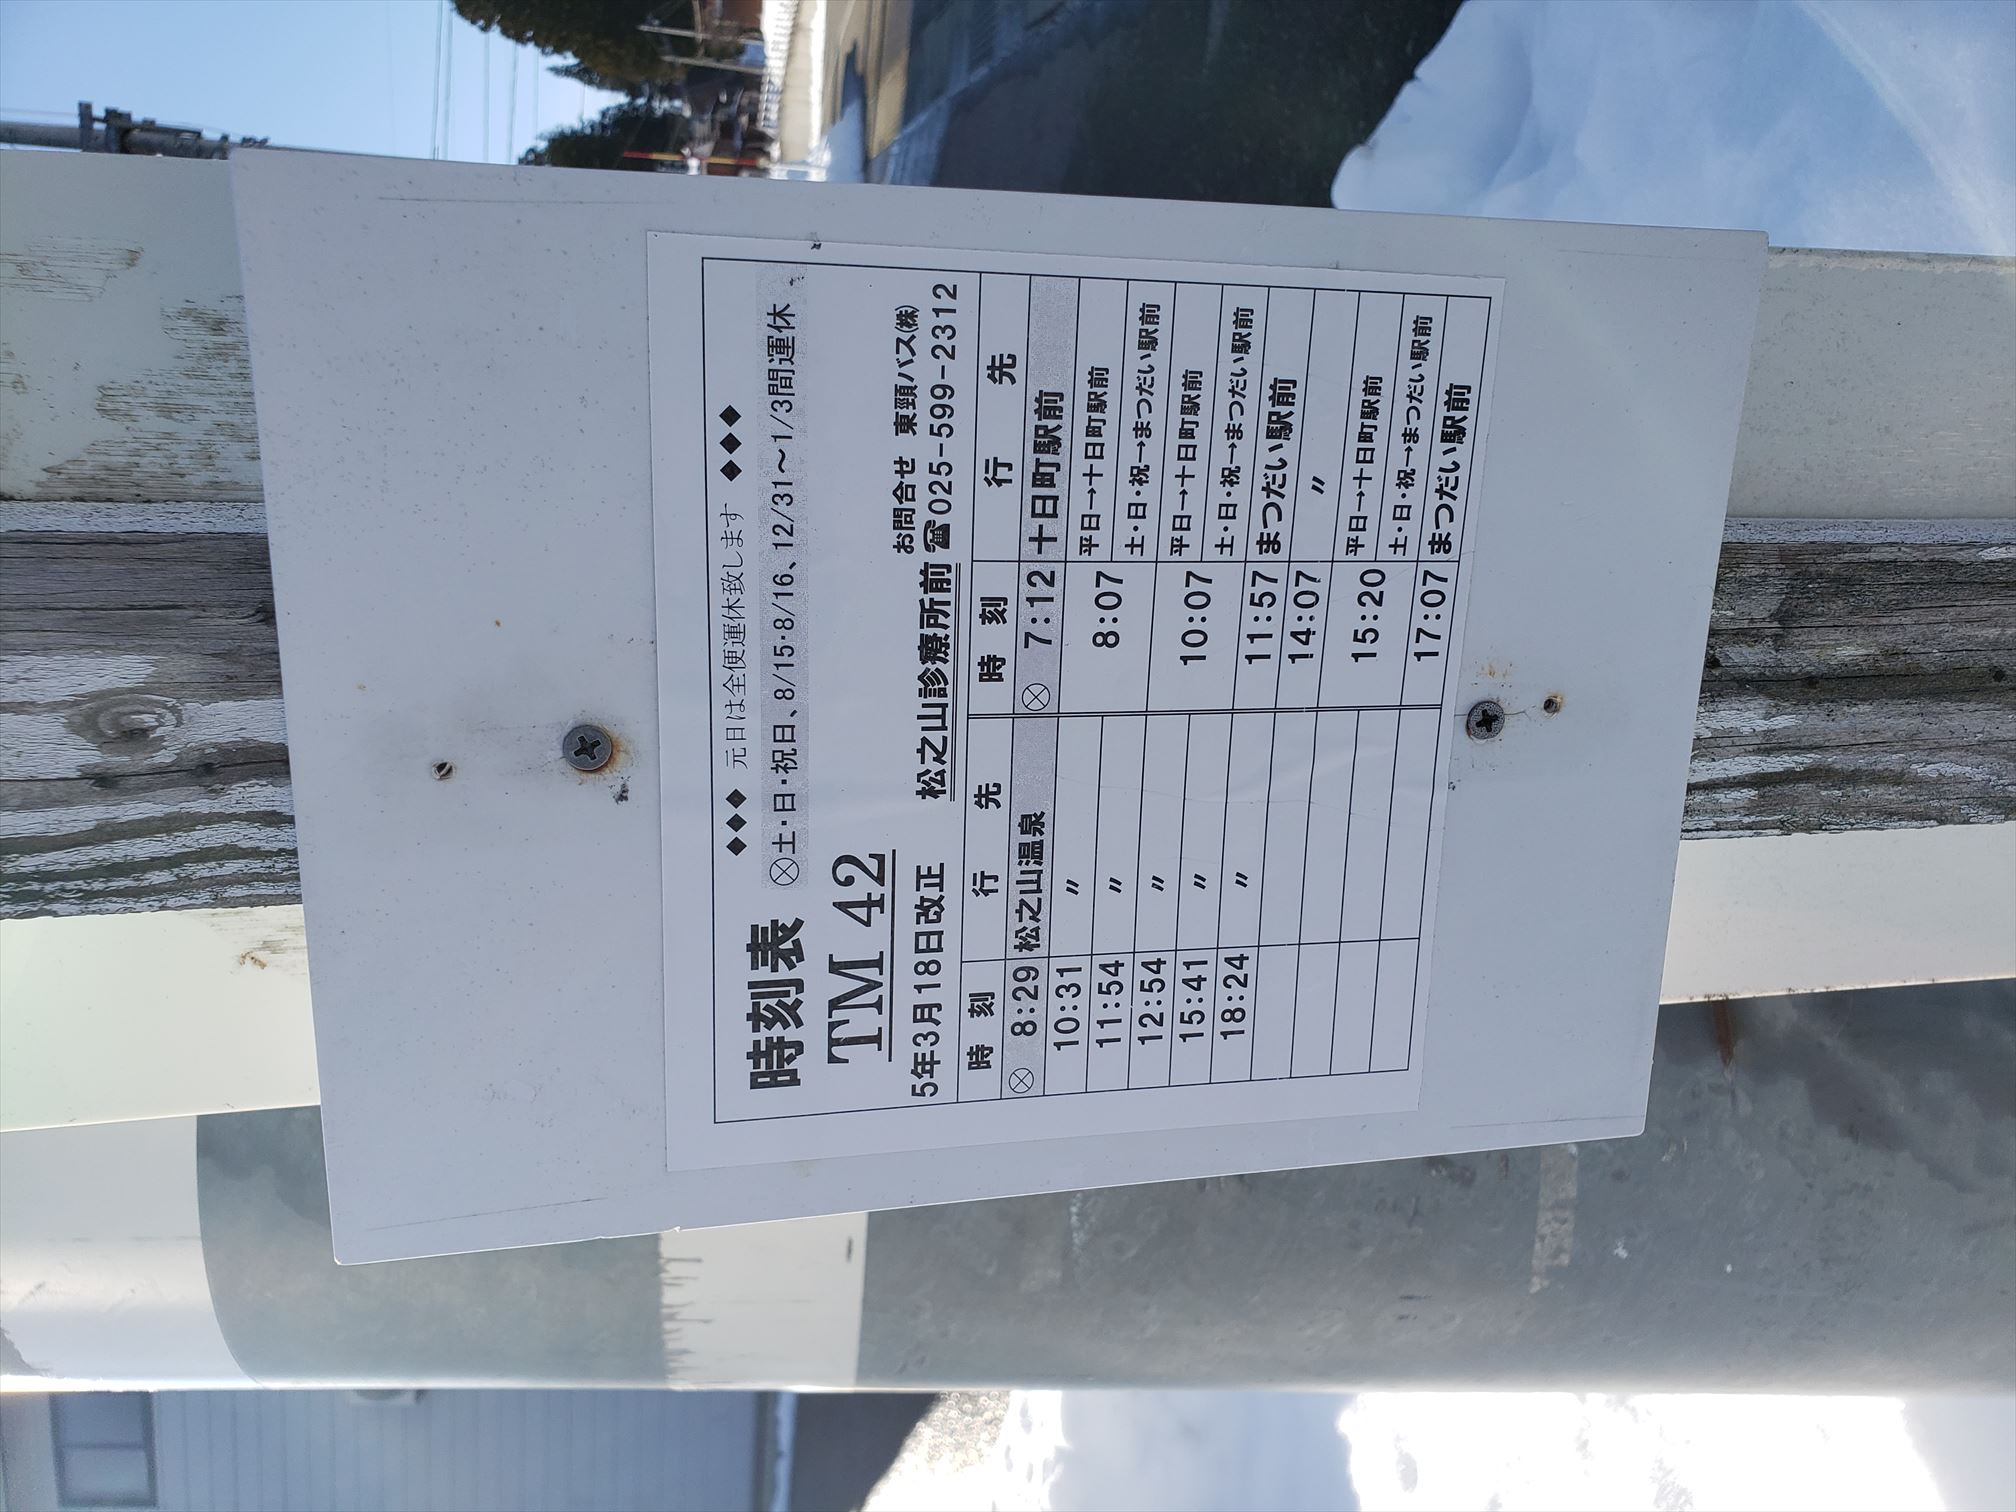 時刻表
◆◆◆ 元日は全便運休致します ◆◆◆
⊗土・日・祝日、8/15・8/16、12/31～1/3間運休
TM 42
お問合せ 東頸バス㈱
5年3月18日改正 松之山診療所前 ☎025-599-2312
時 刻 行 先 時 刻 行 先
⊗ 8:29 松之山温泉 ⊗ 7:12 十日町駅前
10:31 〃 8:07 平日→十日町駅前
11:54 〃 土・日・祝→まつだい駅前
12:54 〃 10:07 平日→十日町駅前
15:41 〃 土・日・祝→まつだい駅前
18:24 〃 11:57 まつだい駅前
14:07 〃
15:20 平日→十日町駅前
土・日・祝→まつだい駅前
17:07 まつだい駅前